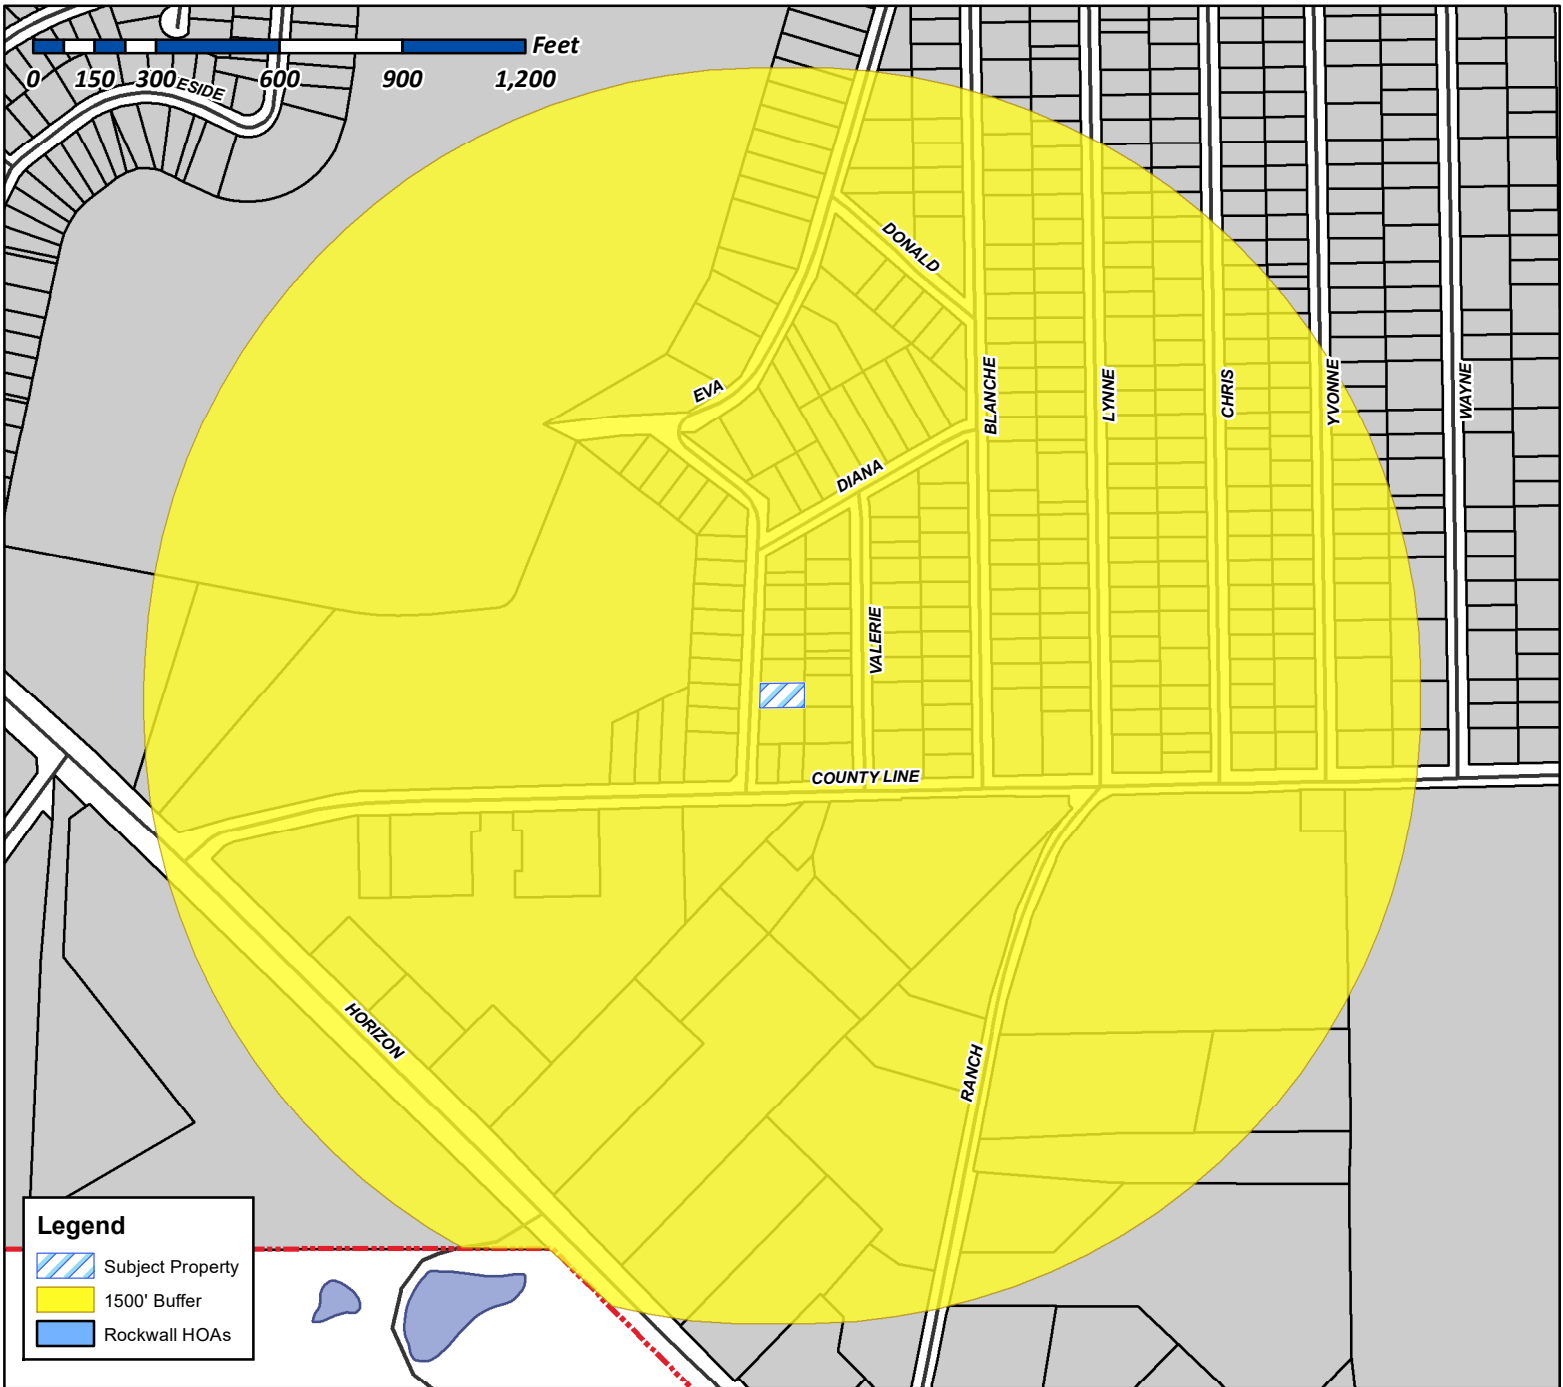 Feet
0 150 300 600 900 1,200
ESIDE
DONALD
EVA
BLANCHE
LYNNE
CHRIS
YVONNE
WAYNE
DIANA
VALERIE
COUNTY LINE
HORIZON
RANCH
Legend
Subject Property
1500' Buffer
Rockwall HOAs